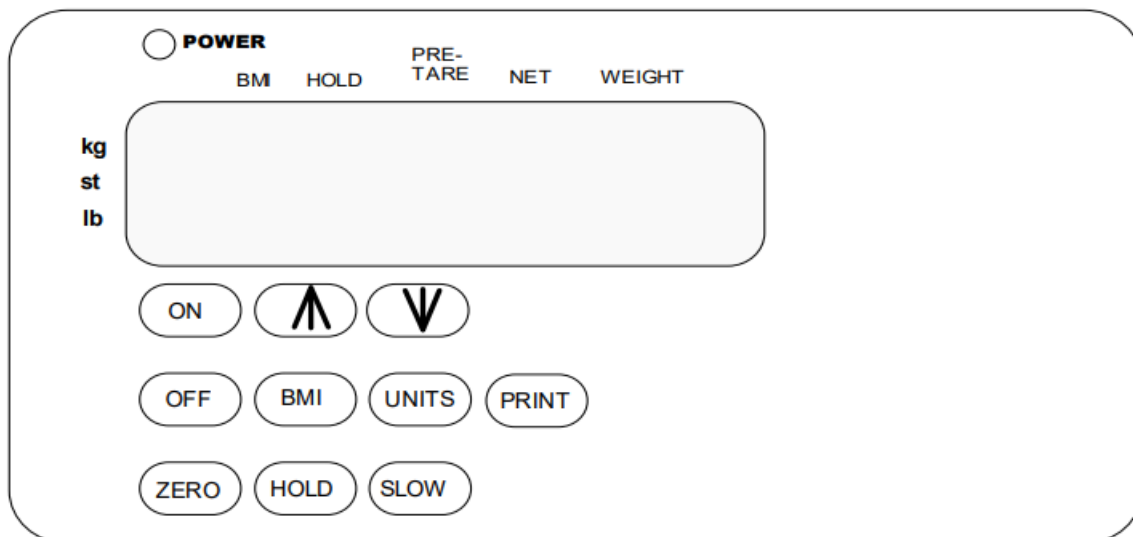 POWER
BMI HOLD PRE-
TARE NET WEIGHT
kg
st
lb
ON
OFF BMI UNITS PRINT
ZERO HOLD SLOW